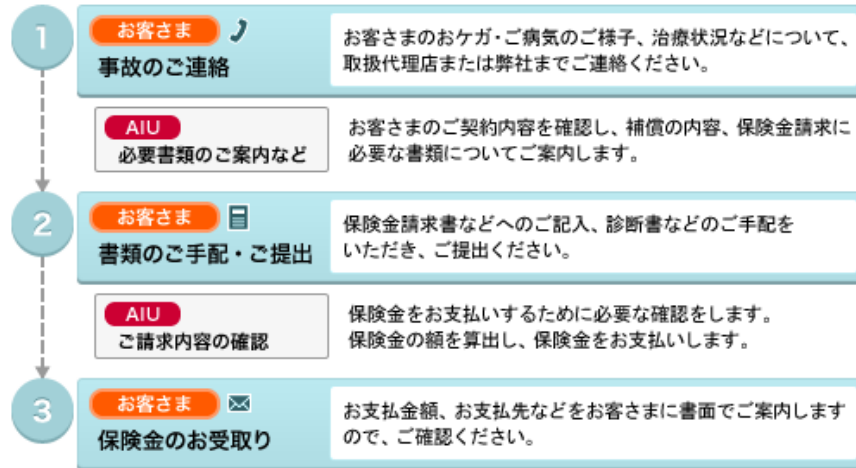 1
お客さま
事故のご連絡
お客さまのおケガ・ご病気のご様子、治療状況などについて、
取扱代理店または弊社までご連絡ください。
AIU
必要書類のご案内など
お客さまのご契約内容を確認し、補償の内容、保険金請求に
必要な書類についてご案内します。
2
お客さま
書類のご手配・ご提出
保険金請求書などへのご記入、診断書などのご手配を
いただき、ご提出ください。
AIU
ご請求内容の確認
保険金をお支払いするために必要な確認をします。
保険金の額を算出し、保険金をお支払いします。
3
お客さま
保険金のお受取り
お支払金額、お支払先などをお客さまに書面でご案内します
ので、ご確認ください。